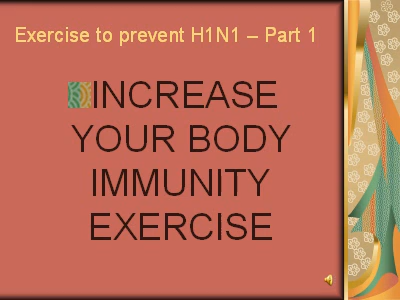 Exercise to prevent H1N1 – Part 1
INCREASE
YOUR BODY
IMMUNITY
EXERCISE